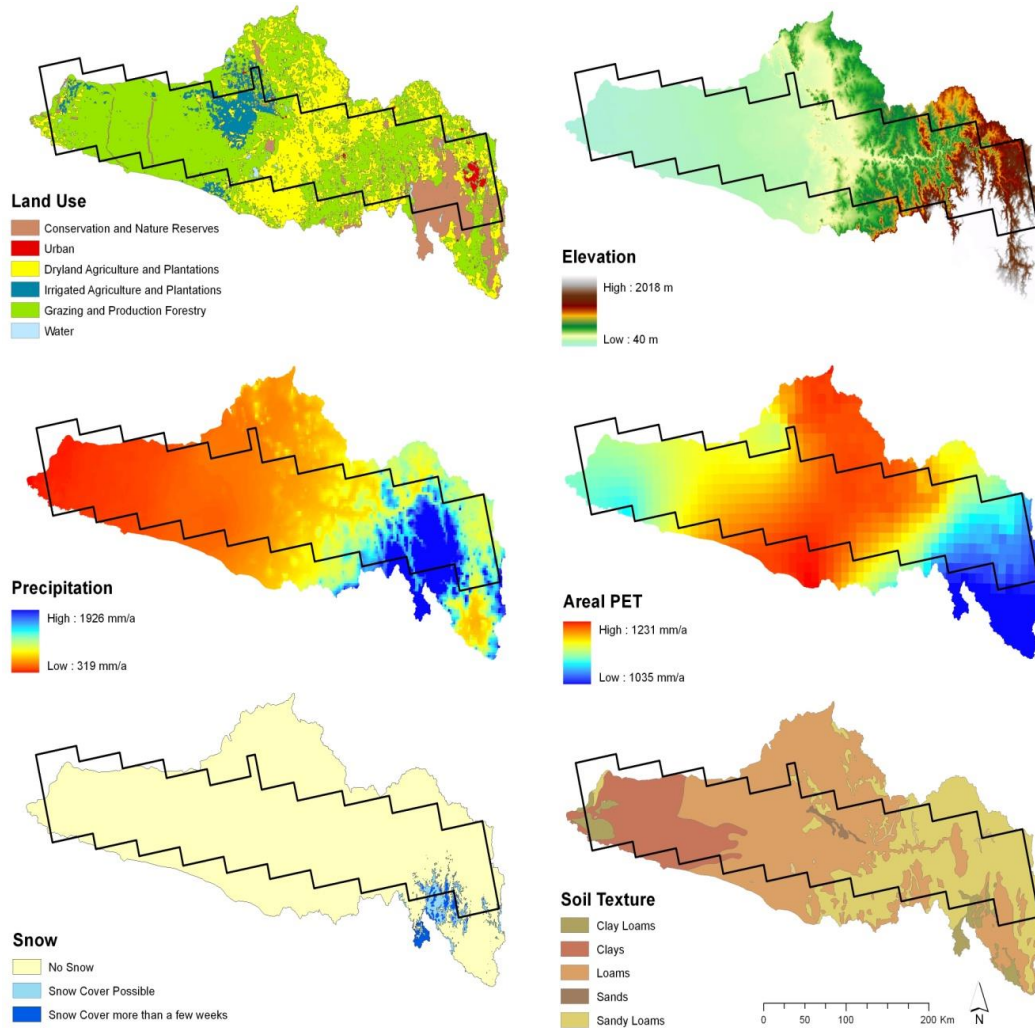 Land Use
Conservation and Nature Reserves
Urban
Dryland Agriculture and Plantations
Irrigated Agriculture and Plantations
Grazing and Production Forestry
Water
Elevation
High : 2018 m
Low : 40 m
Precipitation
High : 1926 mm/a
Low : 319 mm/a
Areal PET
High : 1231 mm/a
Low : 1035 mm/a
Snow
No Snow
Snow Cover Possible
Snow Cover more than a few weeks
Soil Texture
Clay Loams
Clays
Loams
Sands
Sandy Loams
0 50 100 200 Km
N